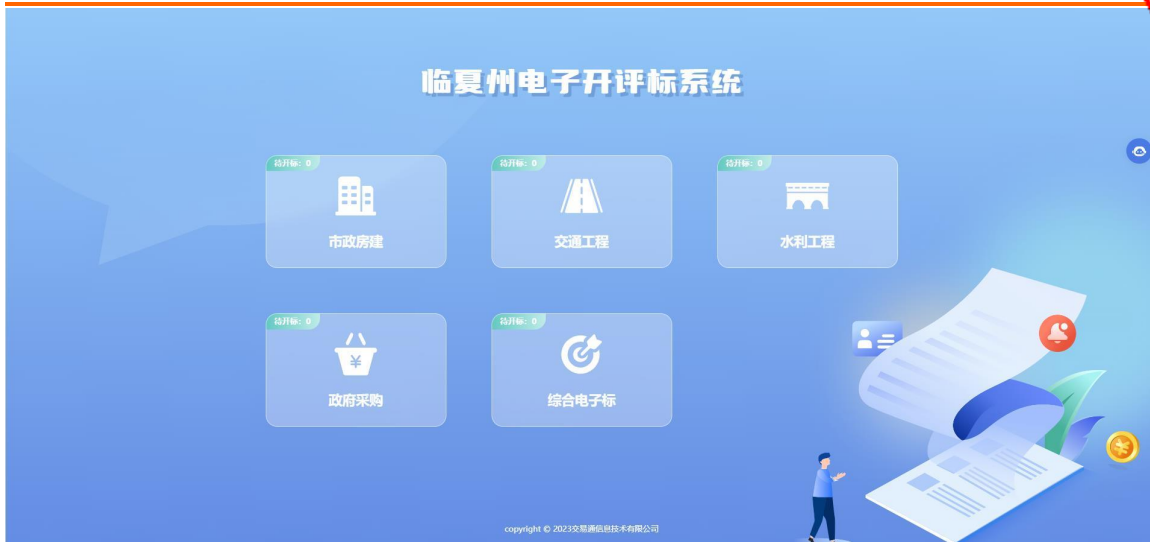 临夏州电子开评标系统
待开标：0
市政房建
待开标：0
交通工程
待开标：0
水利工程
待开标：0
政府采购
待开标：0
综合电子标
copyright © 2023交易通信息技术有限公司